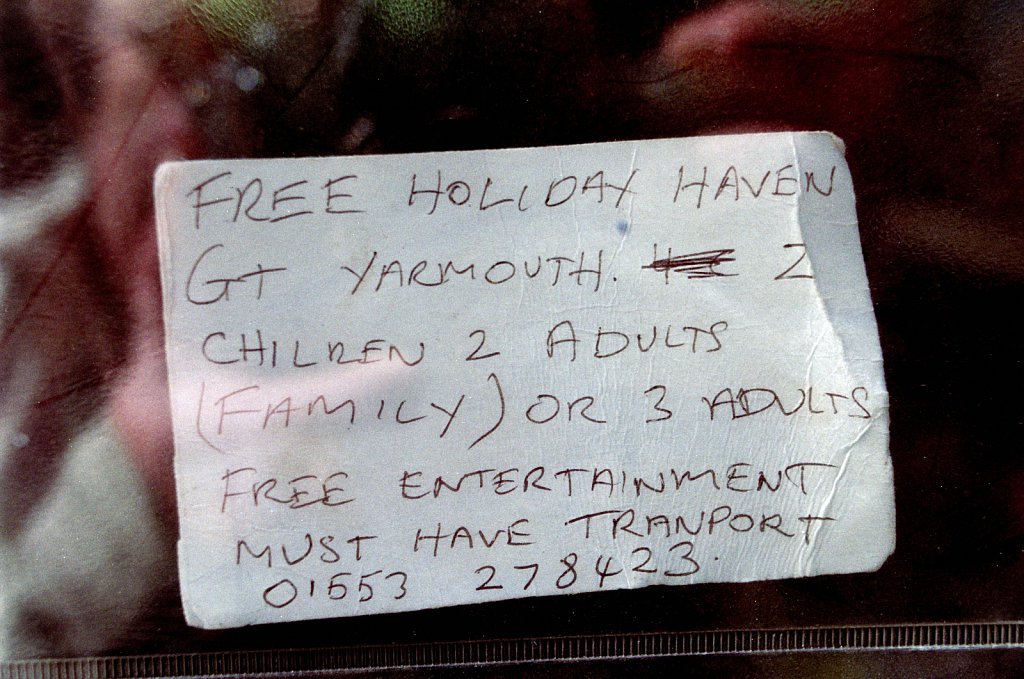 FREE HOLIDAY HAVEN
Gt YARMOUTH. 2
CHILREN 2 ADULTS
(FAMILY) OR 3 ADULTS
FREE ENTERTAINMENT
MUST HAVE TRANPORT
01553 278423.